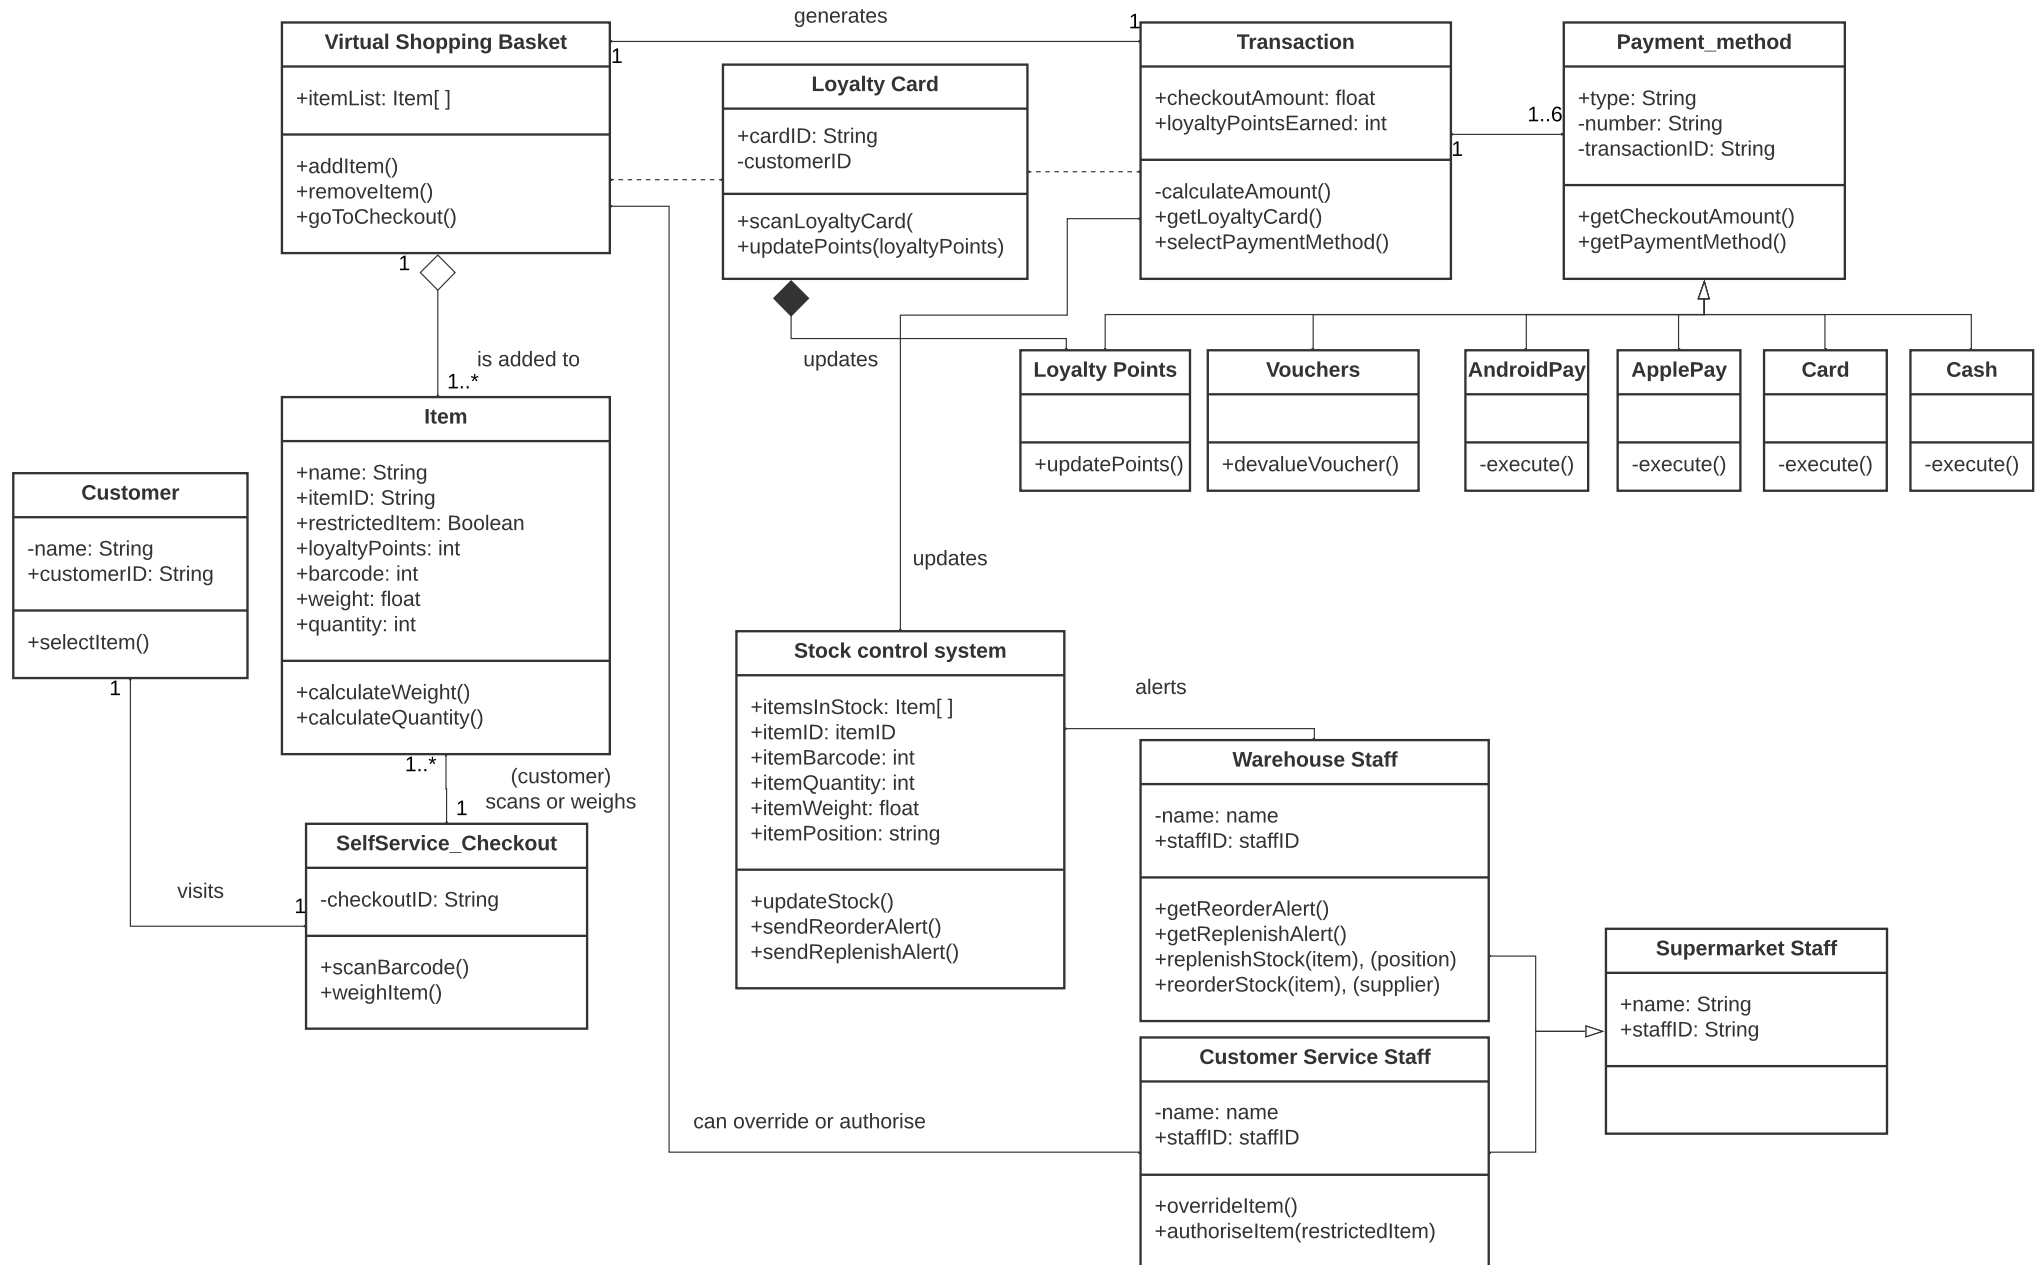 generates
1
1
Virtual Shopping Basket
+itemList: Item[ ]
+addItem()
+removeItem()
+goToCheckout()
Loyalty Card
+cardID: String
-customerID
+scanLoyaltyCard(
+updatePoints(loyaltyPoints)
Transaction
+checkoutAmount: float
+loyaltyPointsEarned: int
-calculateAmount()
+getLoyaltyCard()
+selectPaymentMethod()
1..6
1
Payment_method
+type: String
-number: String
-transactionID: String
+getCheckoutAmount()
+getPaymentMethod()
1
is added to
1..*
updates
Loyalty Points
+updatePoints()
Vouchers
+devalueVoucher()
AndroidPay
-execute()
ApplePay
-execute()
Card
-execute()
Cash
-execute()
Item
+name: String
+itemID: String
+restrictedItem: Boolean
+loyaltyPoints: int
+barcode: int
+weight: float
+quantity: int
+calculateWeight()
+calculateQuantity()
Customer
-name: String
+customerID: String
+selectItem()
1
updates
1..*
(customer)
scans or weighs
1
visits
1
SelfService_Checkout
-checkoutID: String
+scanBarcode()
+weighItem()
Stock control system
+itemsInStock: Item[ ]
+itemID: itemID
+itemBarcode: int
+itemQuantity: int
+itemWeight: float
+itemPosition: string
+updateStock()
+sendReorderAlert()
+sendReplenishAlert()
alerts
Warehouse Staff
-name: name
+staffID: staffID
+getReorderAlert()
+getReplenishAlert()
+replenishStock(item), (position)
+reorderStock(item), (supplier)
Supermarket Staff
+name: String
+staffID: String
can override or authorise
Customer Service Staff
-name: name
+staffID: staffID
+overrideItem()
+authoriseItem(restrictedItem)